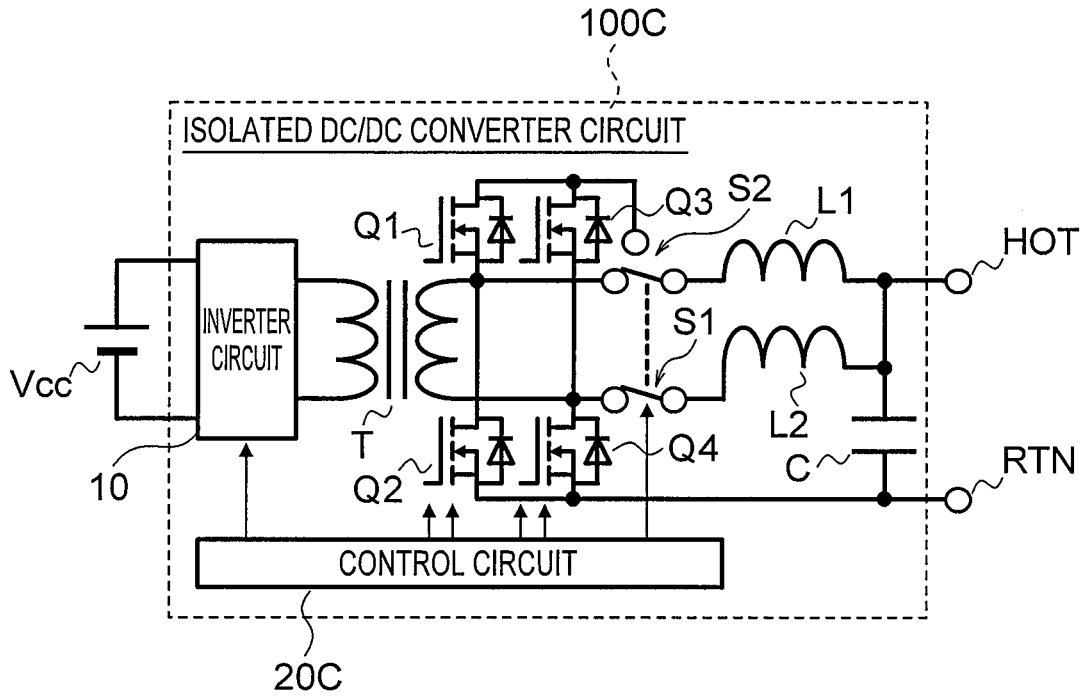 100C
ISOLATED DC/DC CONVERTER CIRCUIT
Q1
Q3
S2
L1
HOT
INVERTER
CIRCUIT
S1
Vcc
T
L2
10
Q2
Q4
C
RTN
CONTROL CIRCUIT
20C